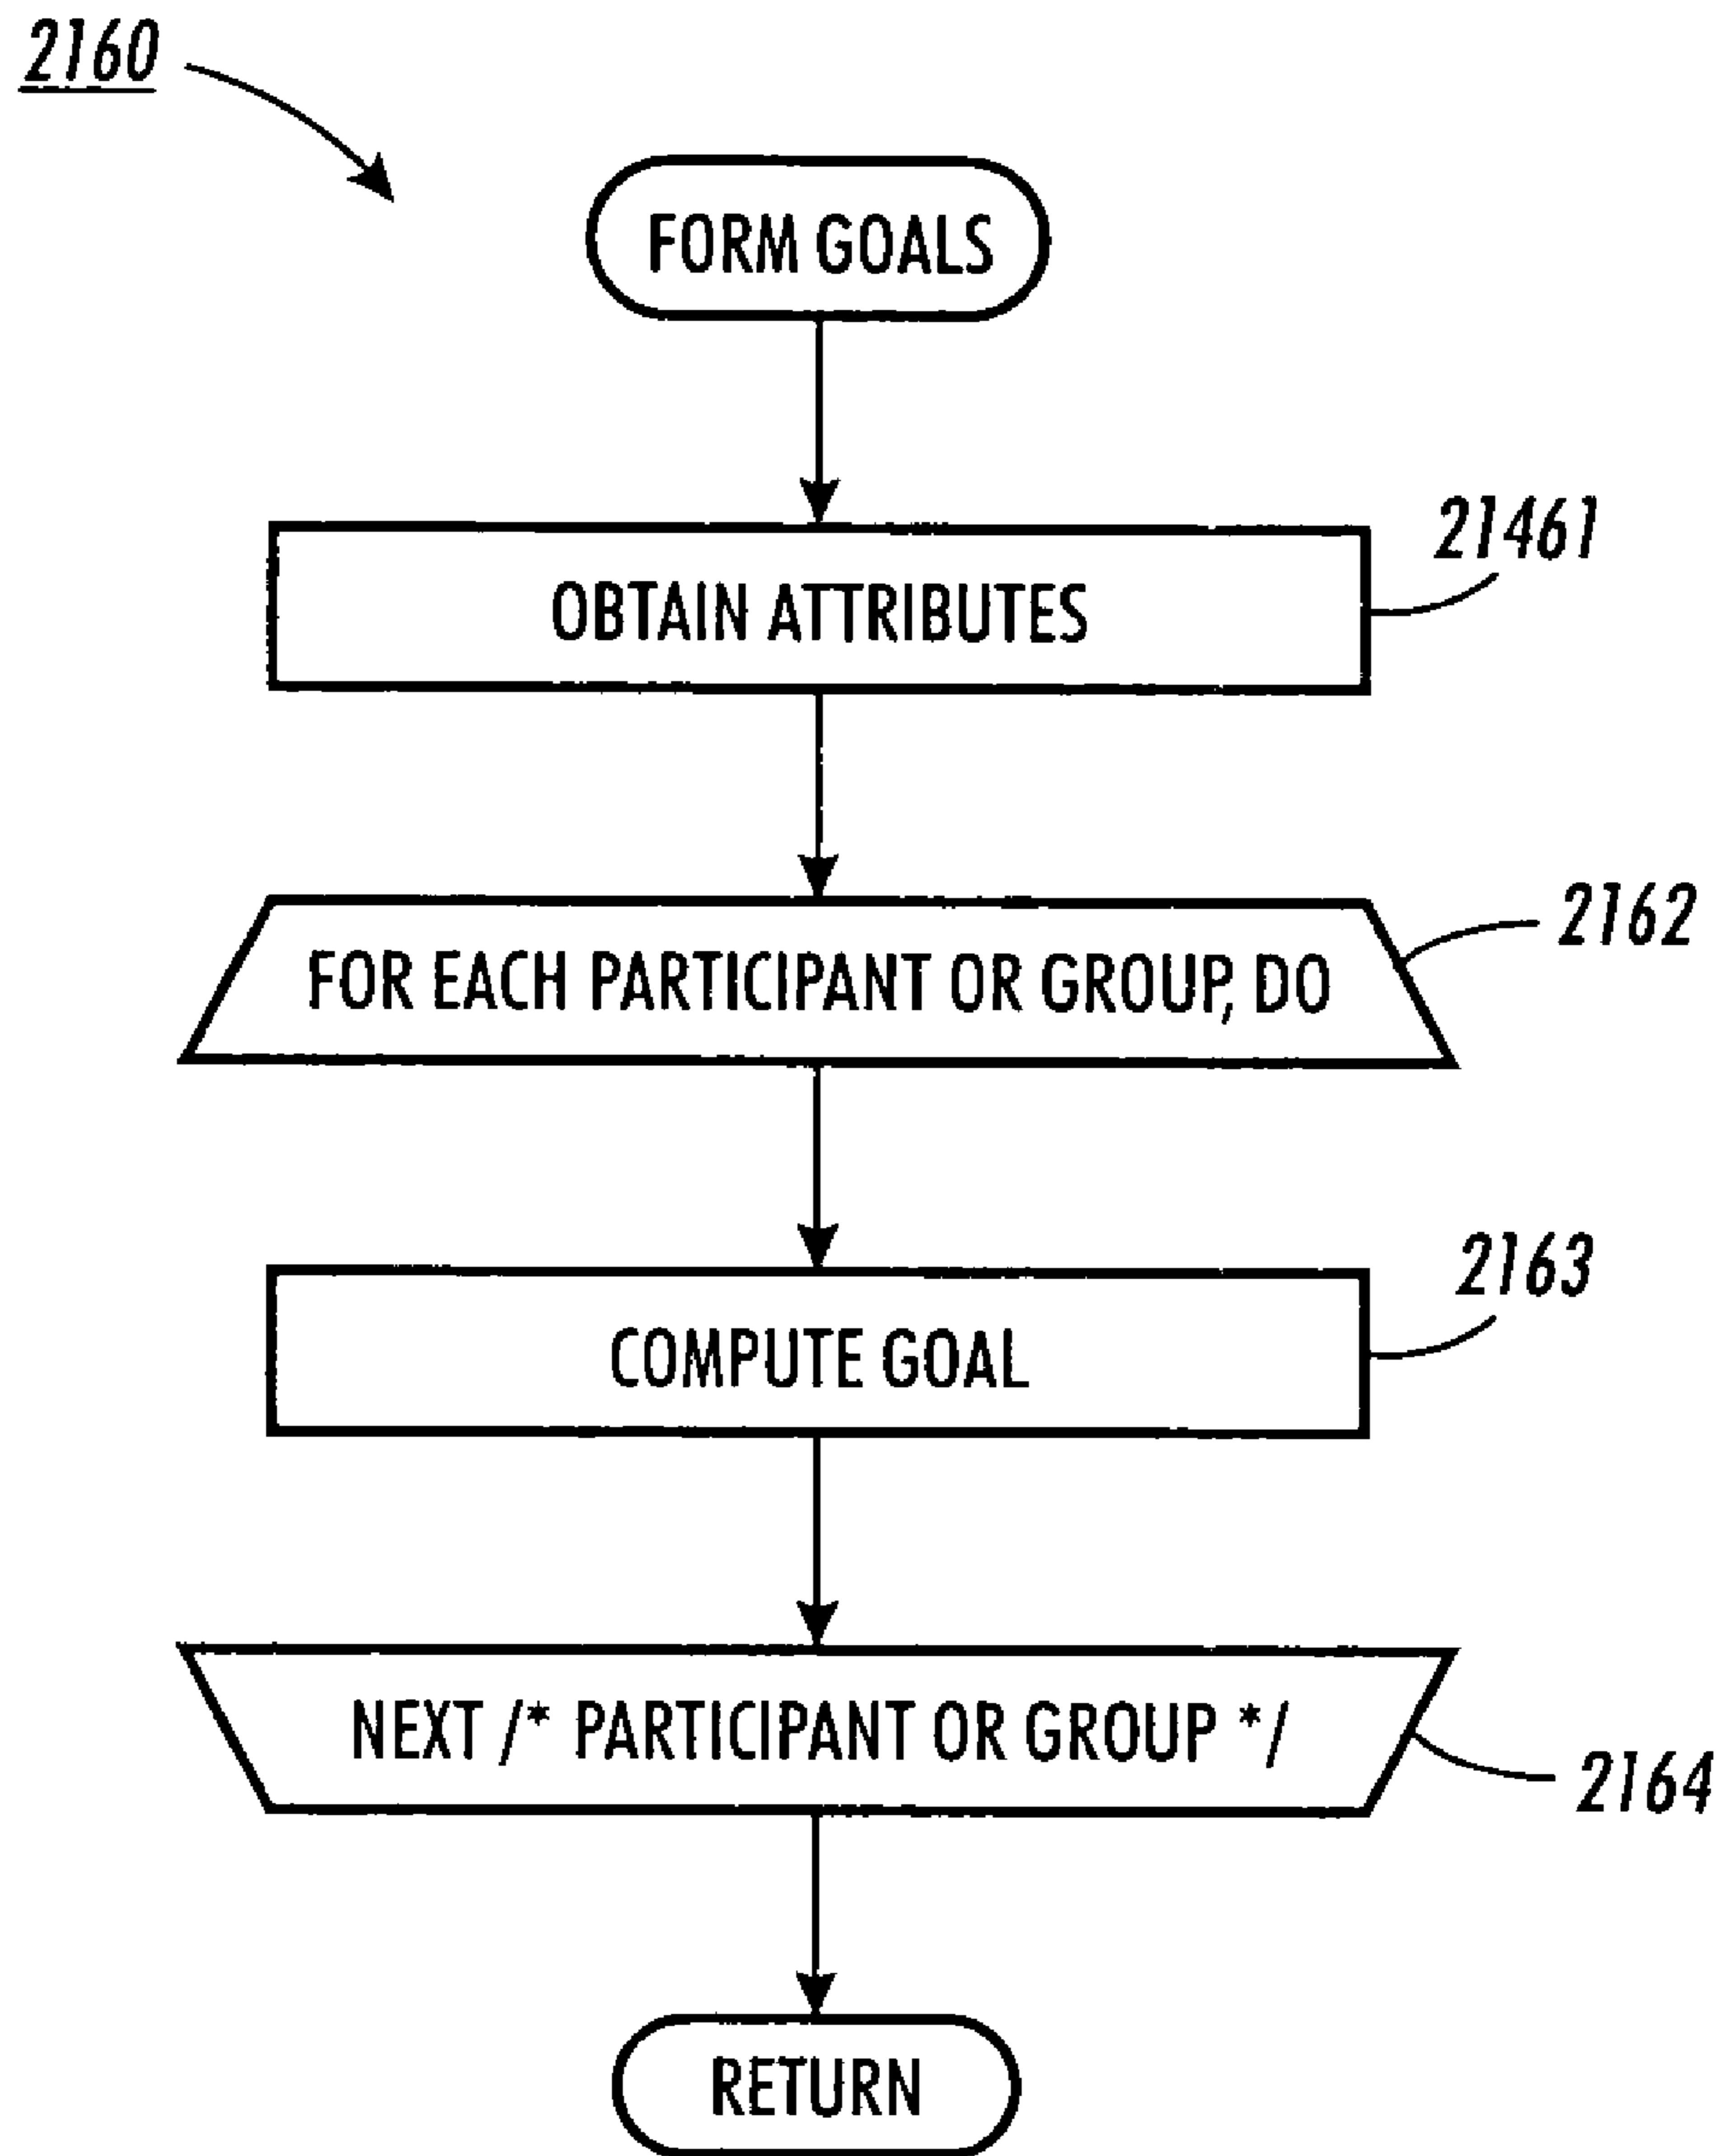 2160
FORM GOALS
21461
OBTAIN ATTRIBUTES
2162
FOR EACH PARTICIPANT OR GROUP, DO
2163
COMPUTE GOAL
NEXT /* PARTICIPANT OR GROUP */
2164
RETURN